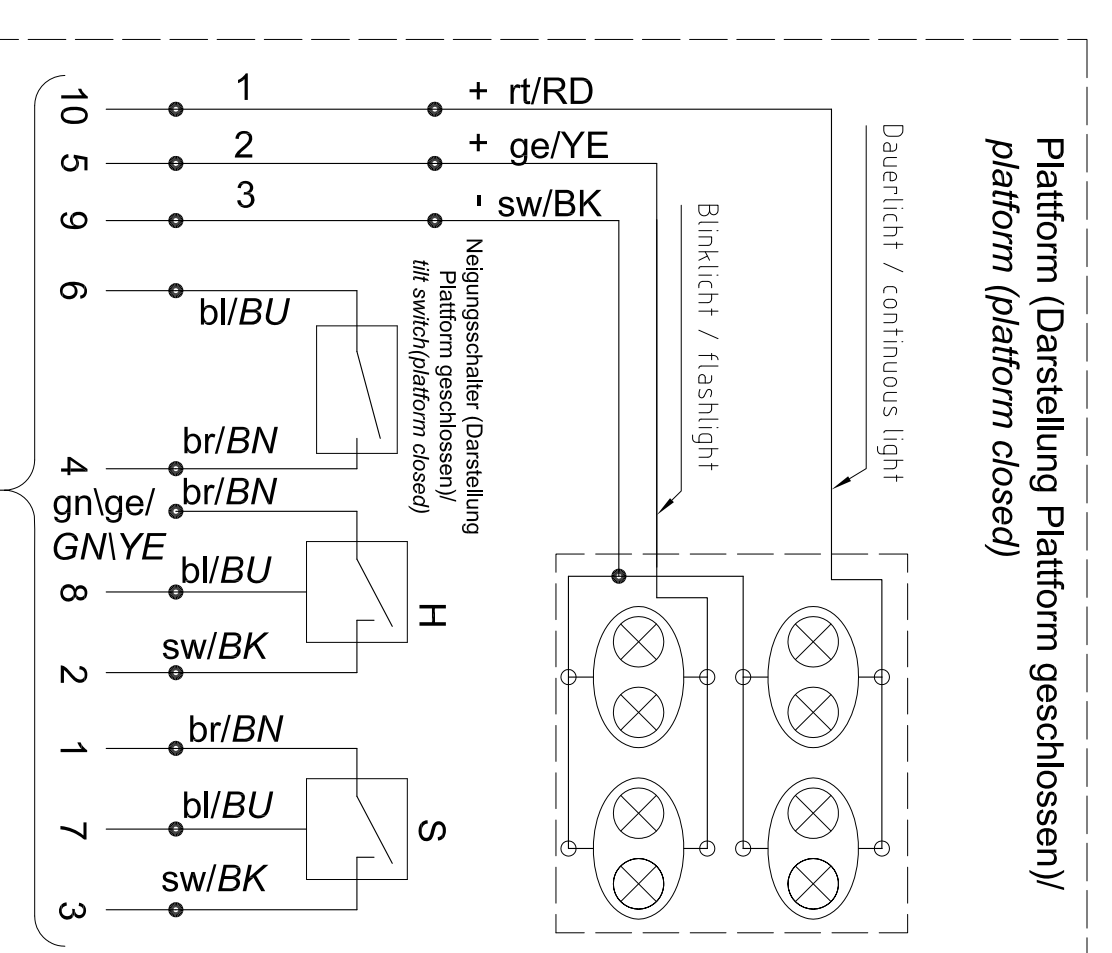 Plattform (Darstellung Plattform geschlossen)/
platform (platform closed)
Dauerlicht / continuous light
Blinklicht / flashlight
10 1 + rt/RD
5 2 + ge/YE
9 3 - sw/BK
Neigungsschalter (Darstellung
Plattform geschlossen)/
tilt switch(platform closed)
6 bl/BU
4 br/BN
gn\ge/ br/BN
GN\YE
8 bl/BU
H
2 sw/BK
1 br/BN
7 bl/BU
S
3 sw/BK